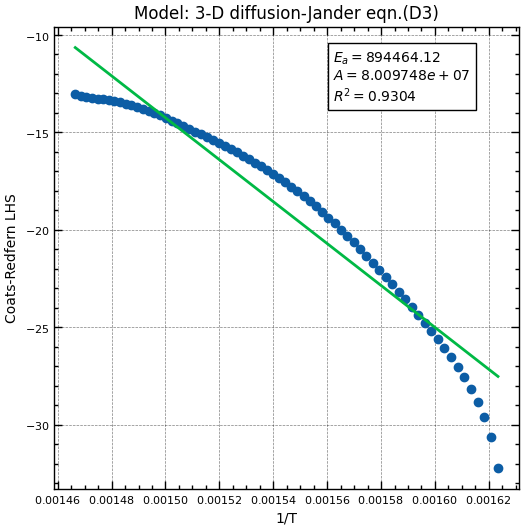 Model: 3-D diffusion-Jander eqn.(D3)
E_a = 894464.12
A = 8.009748e + 07
R² = 0.9304
Coats-Redfern LHS
−10
−15
−20
−25
−30
0.00146 0.00148 0.00150 0.00152 0.00154 0.00156 0.00158 0.00160 0.00162
1/T